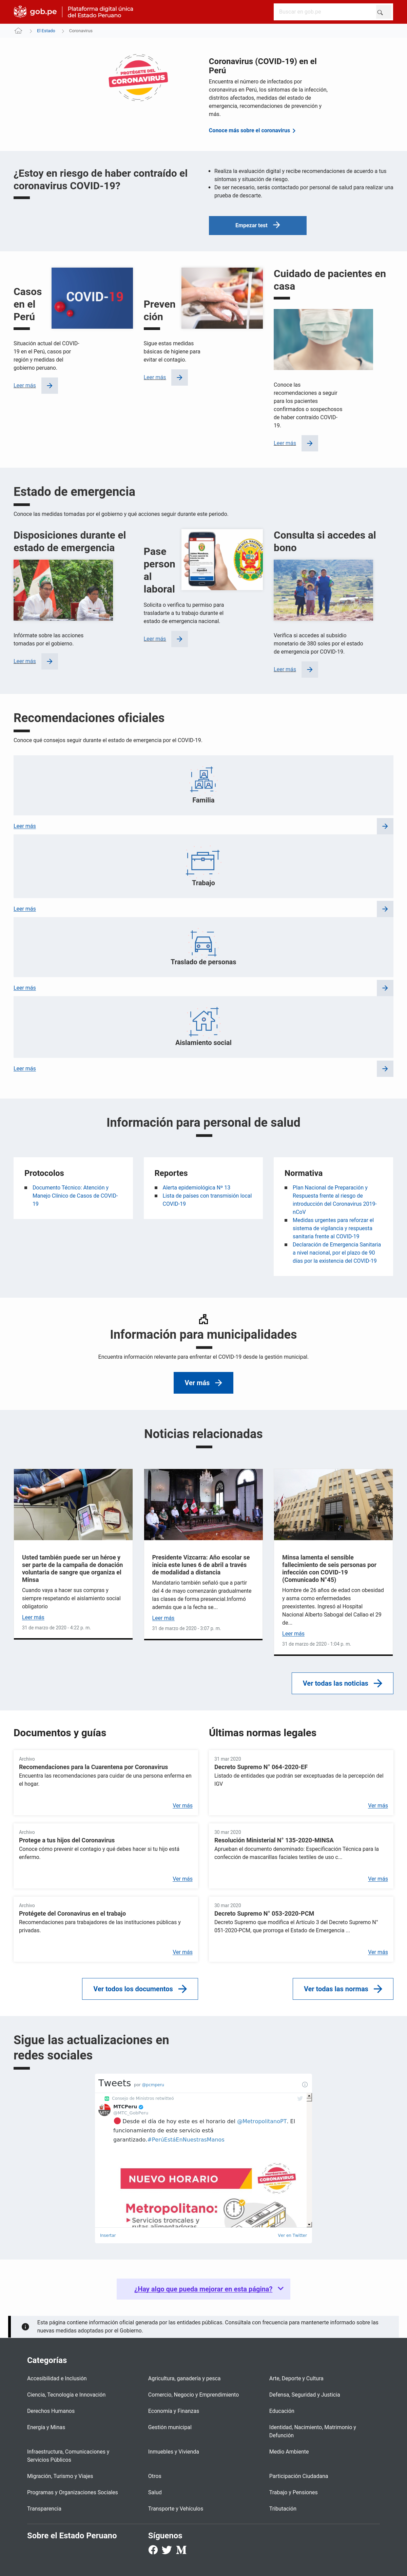 gob.pe
Plataforma digital única
del Estado Peruano
Buscar en gob.pe
El Estado
Coronavirus
PROTÉGETE DEL
CORONAVIRUS
Coronavirus (COVID-19) en el
Perú
Encuentra el número de infectados por
coronavirus en Perú, los síntomas de la infección,
distritos afectados, medidas del estado de
emergencia, recomendaciones de prevención y
más.
Conoce más sobre el coronavirus
¿Estoy en riesgo de haber contraído el
coronavirus COVID-19?
Realiza la evaluación digital y recibe recomendaciones de acuerdo a tus
síntomas y situación de riesgo.
De ser necesario, serás contactado por personal de salud para realizar una
prueba de descarte.
Empezar test
Casos
en el
Perú
COVID-19
Situación actual del COVID-
19 en el Perú, casos por
región y medidas del
gobierno peruano.
Leer más
Preven
ción
Sigue estas medidas
básicas de higiene para
evitar el contagio.
Leer más
Cuidado de pacientes en
casa
Conoce las
recomendaciones a seguir
para los pacientes
confirmados o sospechosos
de haber contraído COVID-
19.
Leer más
Estado de emergencia
Conoce las medidas tomadas por el gobierno y qué acciones seguir durante este periodo.
Disposiciones durante el
estado de emergencia
Infórmate sobre las acciones
tomadas por el gobierno.
Leer más
Pase
person
al
laboral
Solicita o verifica tu permiso para
trasladarte a tu trabajo durante el
estado de emergencia nacional.
Leer más
Consulta si accedes al
bono
Verifica si accedes al subsidio
monetario de 380 soles por el estado
de emergencia por COVID-19.
Leer más
Recomendaciones oficiales
Conoce qué consejos seguir durante el estado de emergencia por el COVID-19.
Familia
Leer más
Trabajo
Leer más
Traslado de personas
Leer más
Aislamiento social
Leer más
Información para personal de salud
Protocolos
Documento Técnico: Atención y
Manejo Clínico de Casos de COVID-
19
Reportes
Alerta epidemiológica Nº 13
Lista de países con transmisión local
COVID-19
Normativa
Plan Nacional de Preparación y
Respuesta frente al riesgo de
introducción del Coronavirus 2019-
nCoV
Medidas urgentes para reforzar el
sistema de vigilancia y respuesta
sanitaria frente al COVID-19
Declaración de Emergencia Sanitaria
a nivel nacional, por el plazo de 90
días por la existencia del COVID-19
Información para municipalidades
Encuentra información relevante para enfrentar el COVID-19 desde la gestión municipal.
Ver más
Noticias relacionadas
Usted también puede ser un héroe y
ser parte de la campaña de donación
voluntaria de sangre que organiza el
Minsa
Cuando vaya a hacer sus compras y
siempre respetando el aislamiento social
obligatorio
Leer más
31 de marzo de 2020 - 4:22 p. m.
Presidente Vizcarra: Año escolar se
inicia este lunes 6 de abril a través
de modalidad a distancia
Mandatario también señaló que a partir
del 4 de mayo comenzarán gradualmente
las clases de forma presencial.Informó
además que a la fecha se...
Leer más
31 de marzo de 2020 - 3:07 p. m.
Minsa lamenta el sensible
fallecimiento de seis personas por
infección con COVID-19
(Comunicado N°45)
Hombre de 26 años de edad con obesidad
y asma como enfermedades
preexistentes. Ingresó al Hospital
Nacional Alberto Sabogal del Callao el 29
de...
Leer más
31 de marzo de 2020 - 1:04 p. m.
Ver todas las noticias
Documentos y guías
Archivo
Recomendaciones para la Cuarentena por Coronavirus
Encuentra las recomendaciones para cuidar de una persona enferma en
el hogar.
Ver más
Archivo
Protege a tus hijos del Coronavirus
Conoce cómo prevenir el contagio y qué debes hacer si tu hijo está
enfermo.
Ver más
Archivo
Protégete del Coronavirus en el trabajo
Recomendaciones para trabajadores de las instituciones públicas y
privadas.
Ver más
Ver todos los documentos
Últimas normas legales
31 mar 2020
Decreto Supremo N° 064-2020-EF
Listado de entidades que podrán ser exceptuadas de la percepción del
IGV
Ver más
30 mar 2020
Resolución Ministerial N° 135-2020-MINSA
Aprueban el documento denominado: Especificación Técnica para la
confección de mascarillas faciales textiles de uso c...
Ver más
30 mar 2020
Decreto Supremo N° 053-2020-PCM
Decreto Supremo que modifica el Artículo 3 del Decreto Supremo N°
051-2020-PCM, que prorroga el Estado de Emergencia ...
Ver más
Ver todas las normas
Sigue las actualizaciones en
redes sociales
Tweets por @pcmperu
Consejo de Ministros retwitteó
MTCPeru
@MTC_GobPeru
Desde el día de hoy este es el horario del @MetropolitanoPT. El
funcionamiento de este servicio está
garantizado.#PerúEstáEnNuestrasManos
NUEVO HORARIO
CORONAVIRUS
Metropolitano:
Servicios y
rutas troncales y
Insertar
Ver en Twitter
¿Hay algo que pueda mejorar en esta página?
Esta página contiene información oficial generada por las entidades públicas. Consúltala con frecuencia para mantenerte informado sobre las
nuevas medidas adoptadas por el Gobierno.
Categorías
Accesibilidad e Inclusión
Agricultura, ganadería y pesca
Arte, Deporte y Cultura
Ciencia, Tecnología e Innovación
Comercio, Negocio y Emprendimiento
Defensa, Seguridad y Justicia
Derechos Humanos
Economía y Finanzas
Educación
Energía y Minas
Gestión municipal
Identidad, Nacimiento, Matrimonio y
Defunción
Infraestructura, Comunicaciones y
Servicios Públicos
Inmuebles y Vivienda
Medio Ambiente
Migración, Turismo y Viajes
Otros
Participación Ciudadana
Programas y Organizaciones Sociales
Salud
Trabajo y Pensiones
Transparencia
Transporte y Vehículos
Tributación
Sobre el Estado Peruano
Síguenos